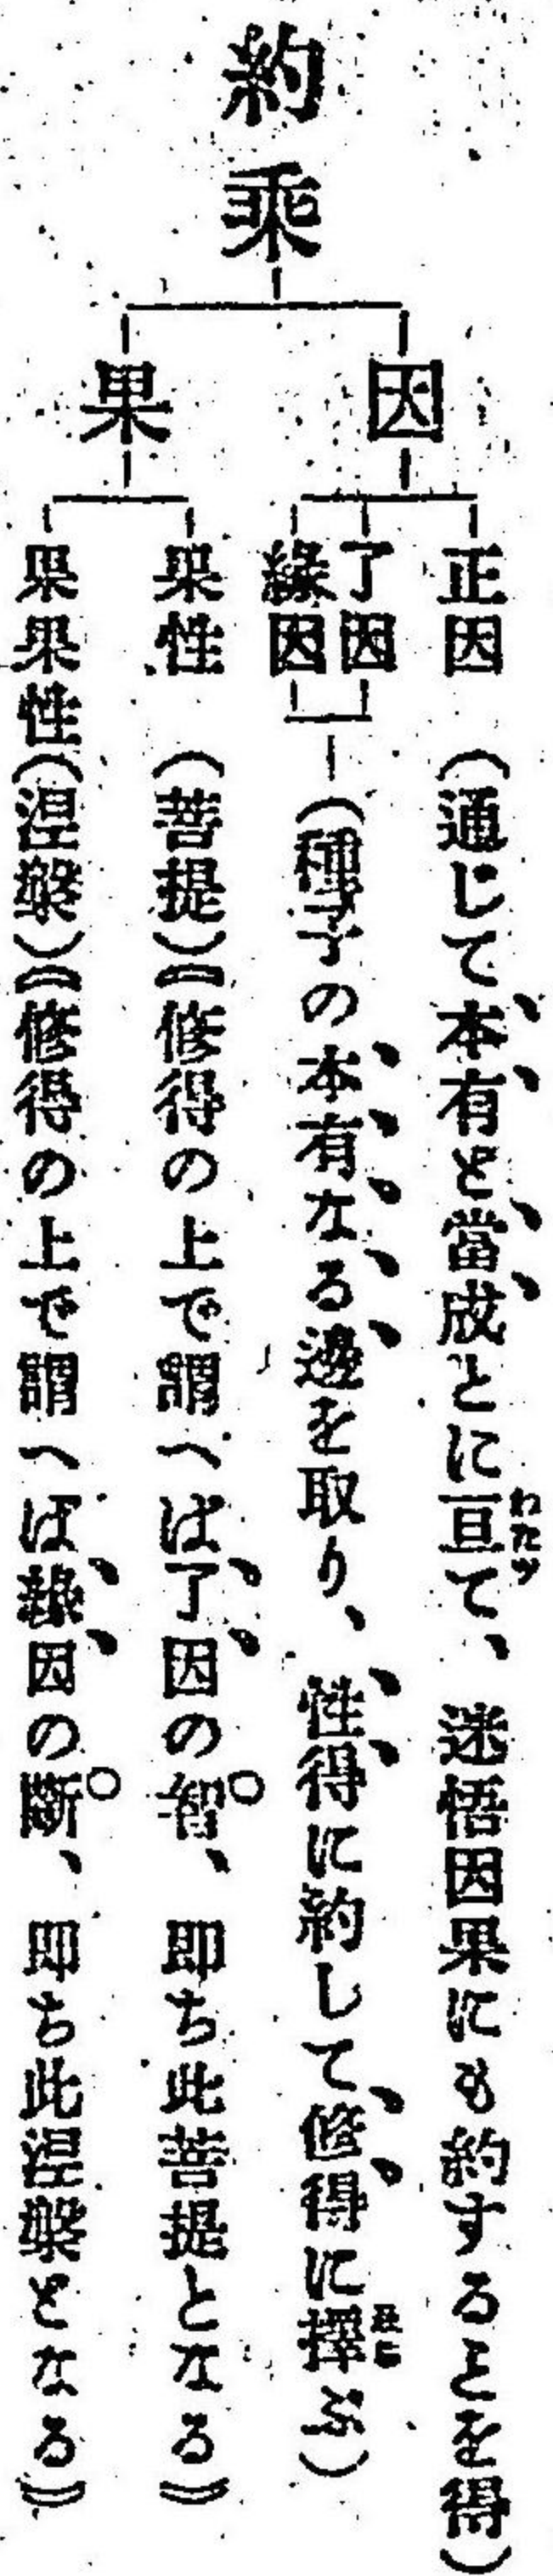 約乘
因
正因 (通じて本有と當成とに亘て、迷悟因果にも約することを得)
了因
緣因
(種子の本有なる邊を取り、性得に約して修得に擇ぶ)
果
果性 (菩提)《修得の上で謂へば了因の智、即ち此菩提となる》
果果性(涅槃)《修得の上で謂へば緣因の斷、即ち此涅槃となる》